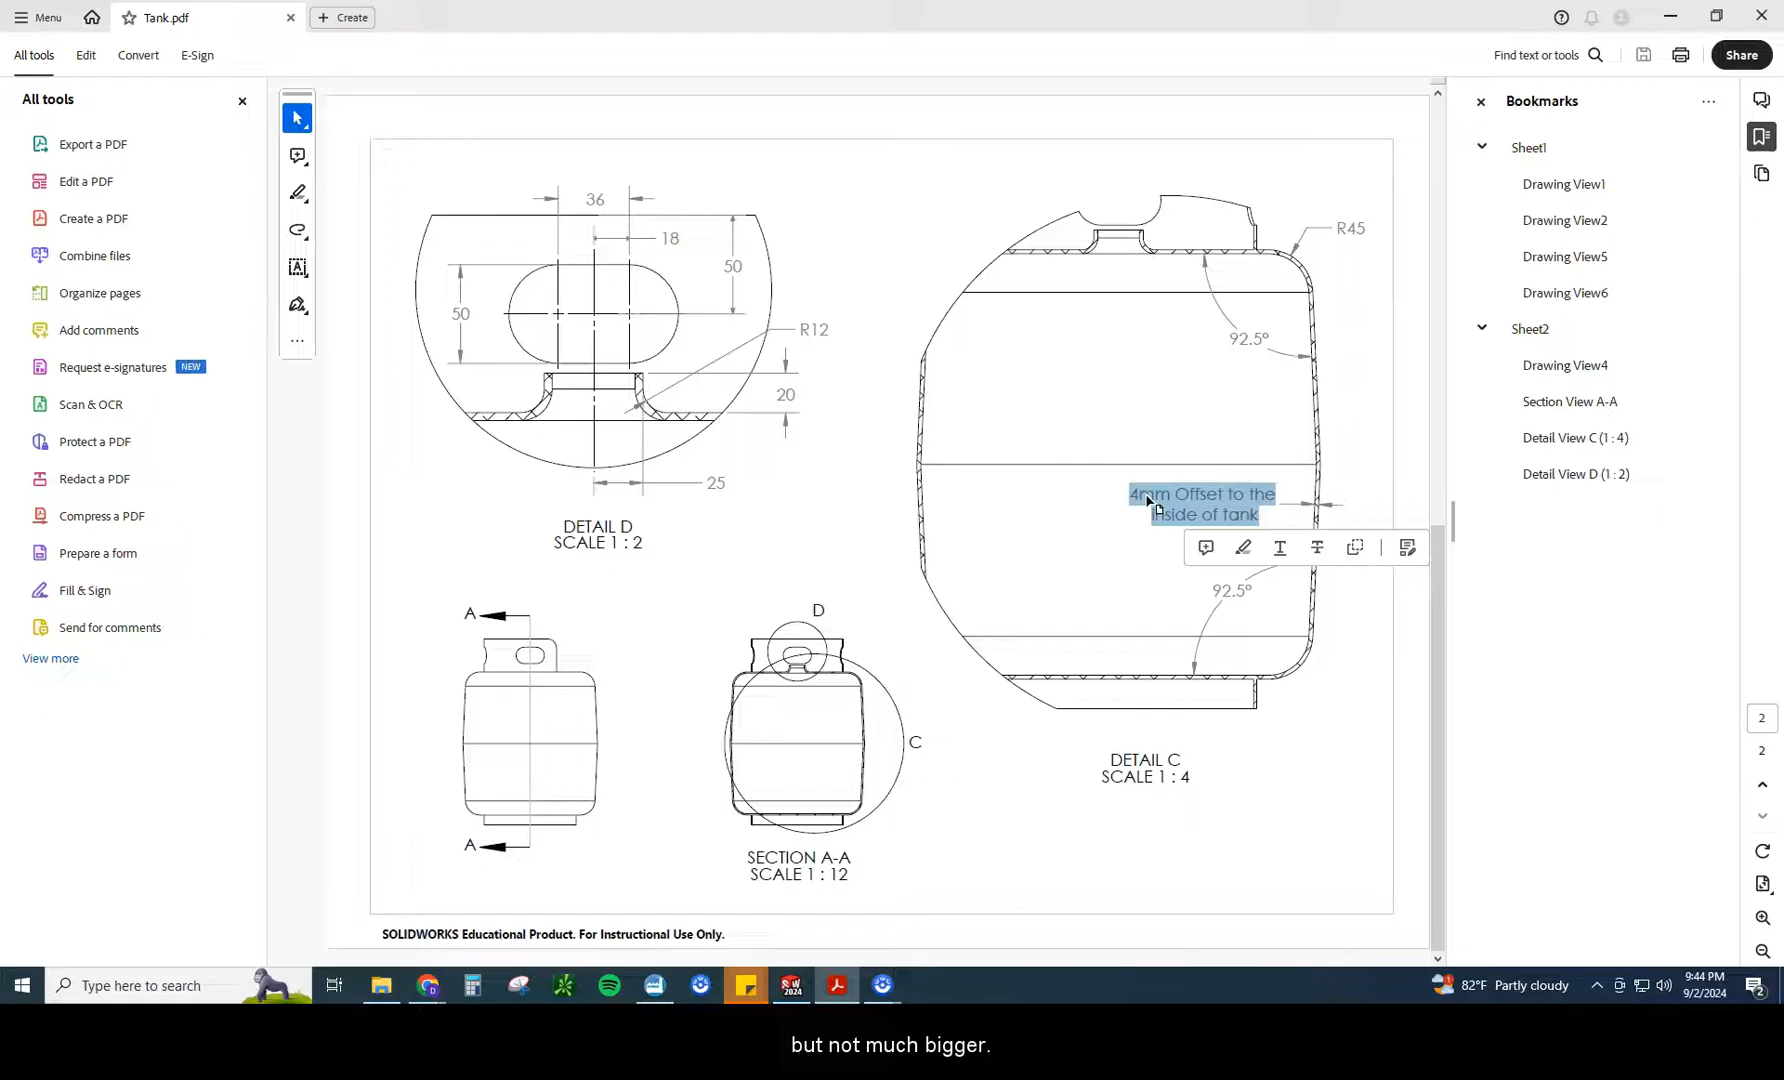 Menu
Tank.pdf
Create
All tools
Edit
Convert
E-Sign
Find text or tools
Share
All tools
Export a PDF
Edit a PDF
Create a PDF
Combine files
Organize pages
Add comments
Request e-signatures NEW
Scan & OCR
Protect a PDF
Redact a PDF
Compress a PDF
Prepare a form
Fill & Sign
Send for comments
View more
36
18
50
50
R12
20
25
DETAIL D
SCALE 1 : 2
R45
92.5°
4mm Offset to the
inside of tank
92.5°
DETAIL C
SCALE 1 : 4
A
A
D
C
SECTION A-A
SCALE 1 : 12
SOLIDWORKS Educational Product. For Instructional Use Only.
Bookmarks
Sheet1
Drawing View1
Drawing View2
Drawing View5
Drawing View6
Sheet2
Drawing View4
Section View A-A
Detail View C (1 : 4)
Detail View D (1 : 2)
2
2
Type here to search
SW
2024
82°F Partly cloudy
9:44 PM
9/2/2024
2
but not much bigger.